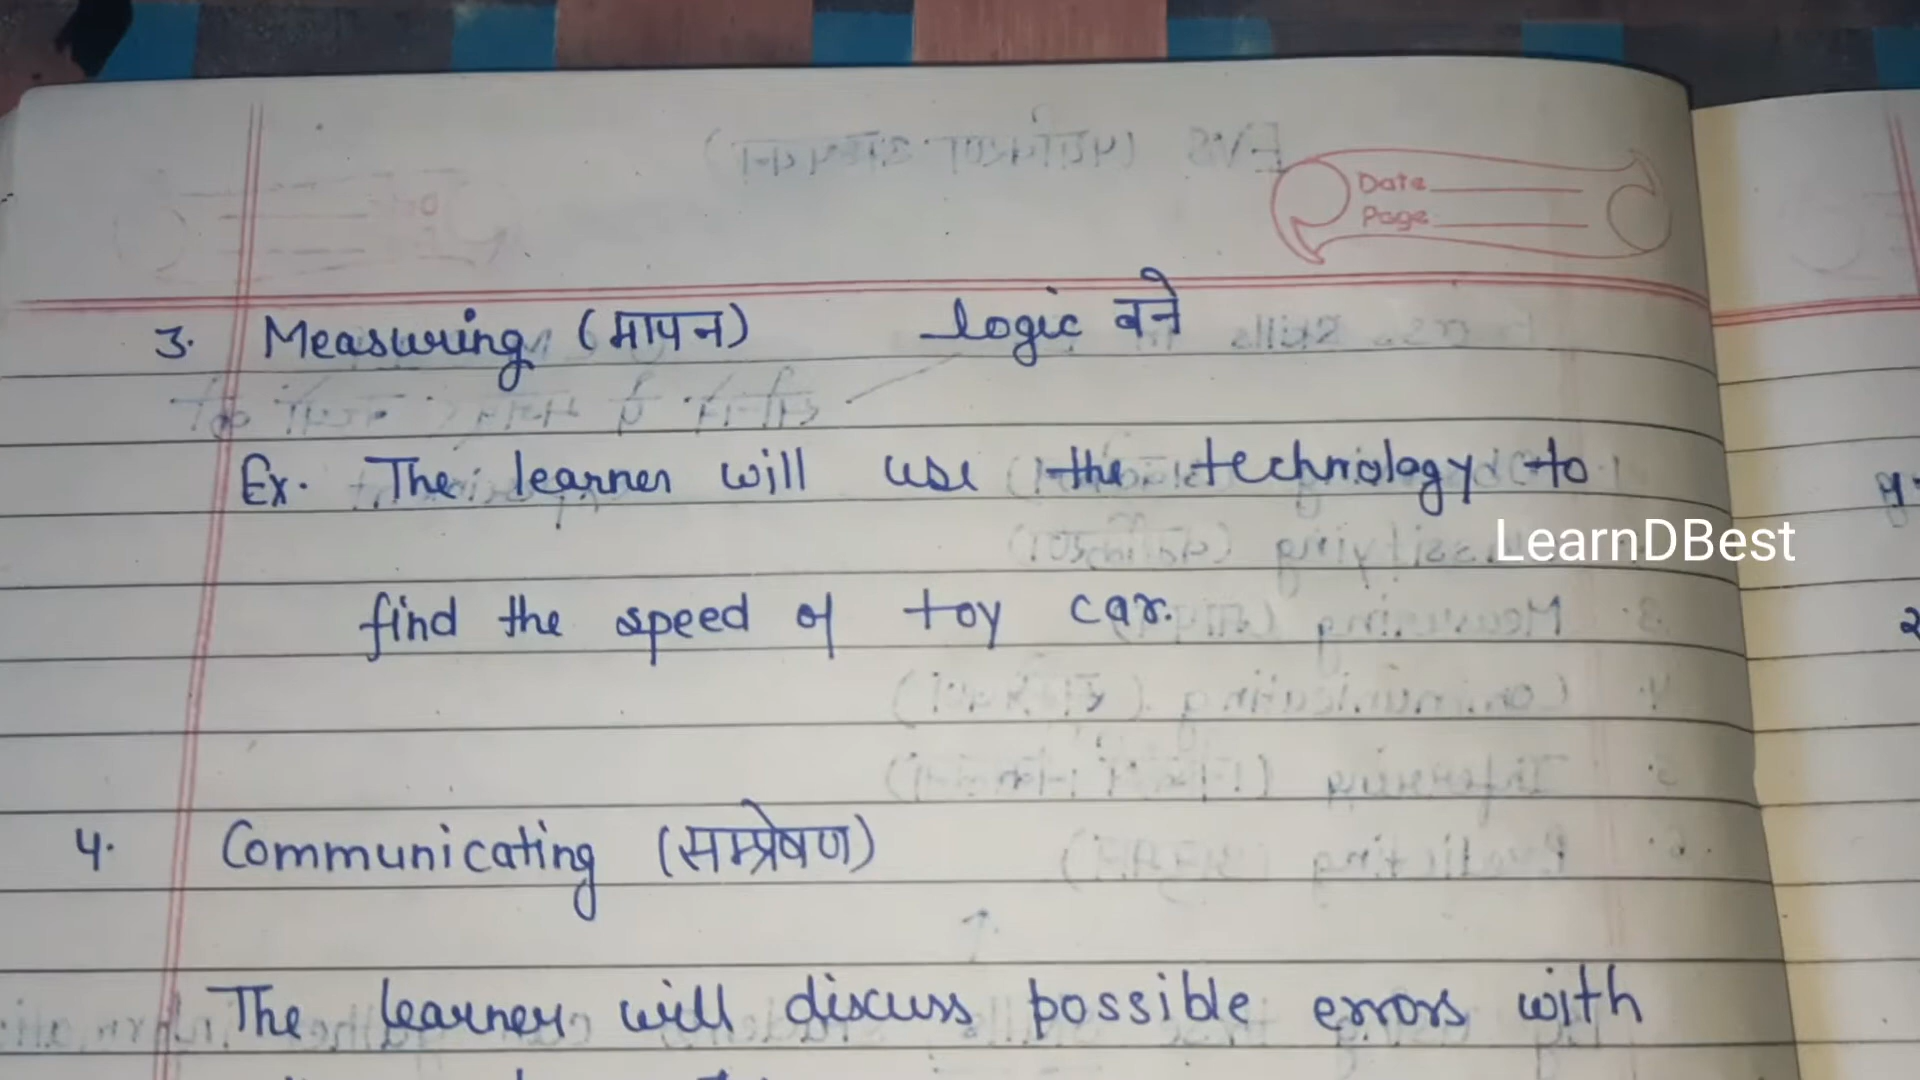 Date
Page
3. Measuring (मापन) logic बने
Ex. The learner will use the technology to
LearnDBest
find the speed of toy car.
4. Communicating (सम्प्रेषण)
The learner will discuss possible errors with